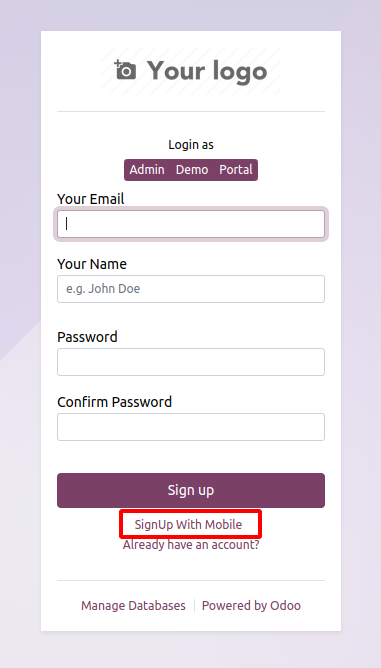 Your logo
Login as
Admin Demo Portal
Your Email
Your Name
e.g. John Doe
Password
Confirm Password
Sign up
SignUp With Mobile
Already have an account?
Manage Databases Powered by Odoo